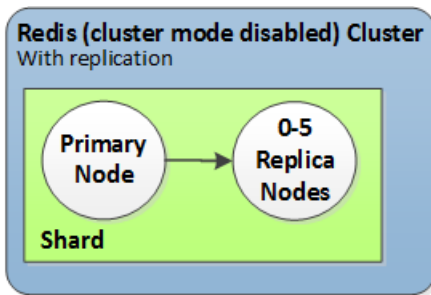 Redis (cluster mode disabled) Cluster
With replication
Primary
Node
0-5
Replica
Nodes
Shard